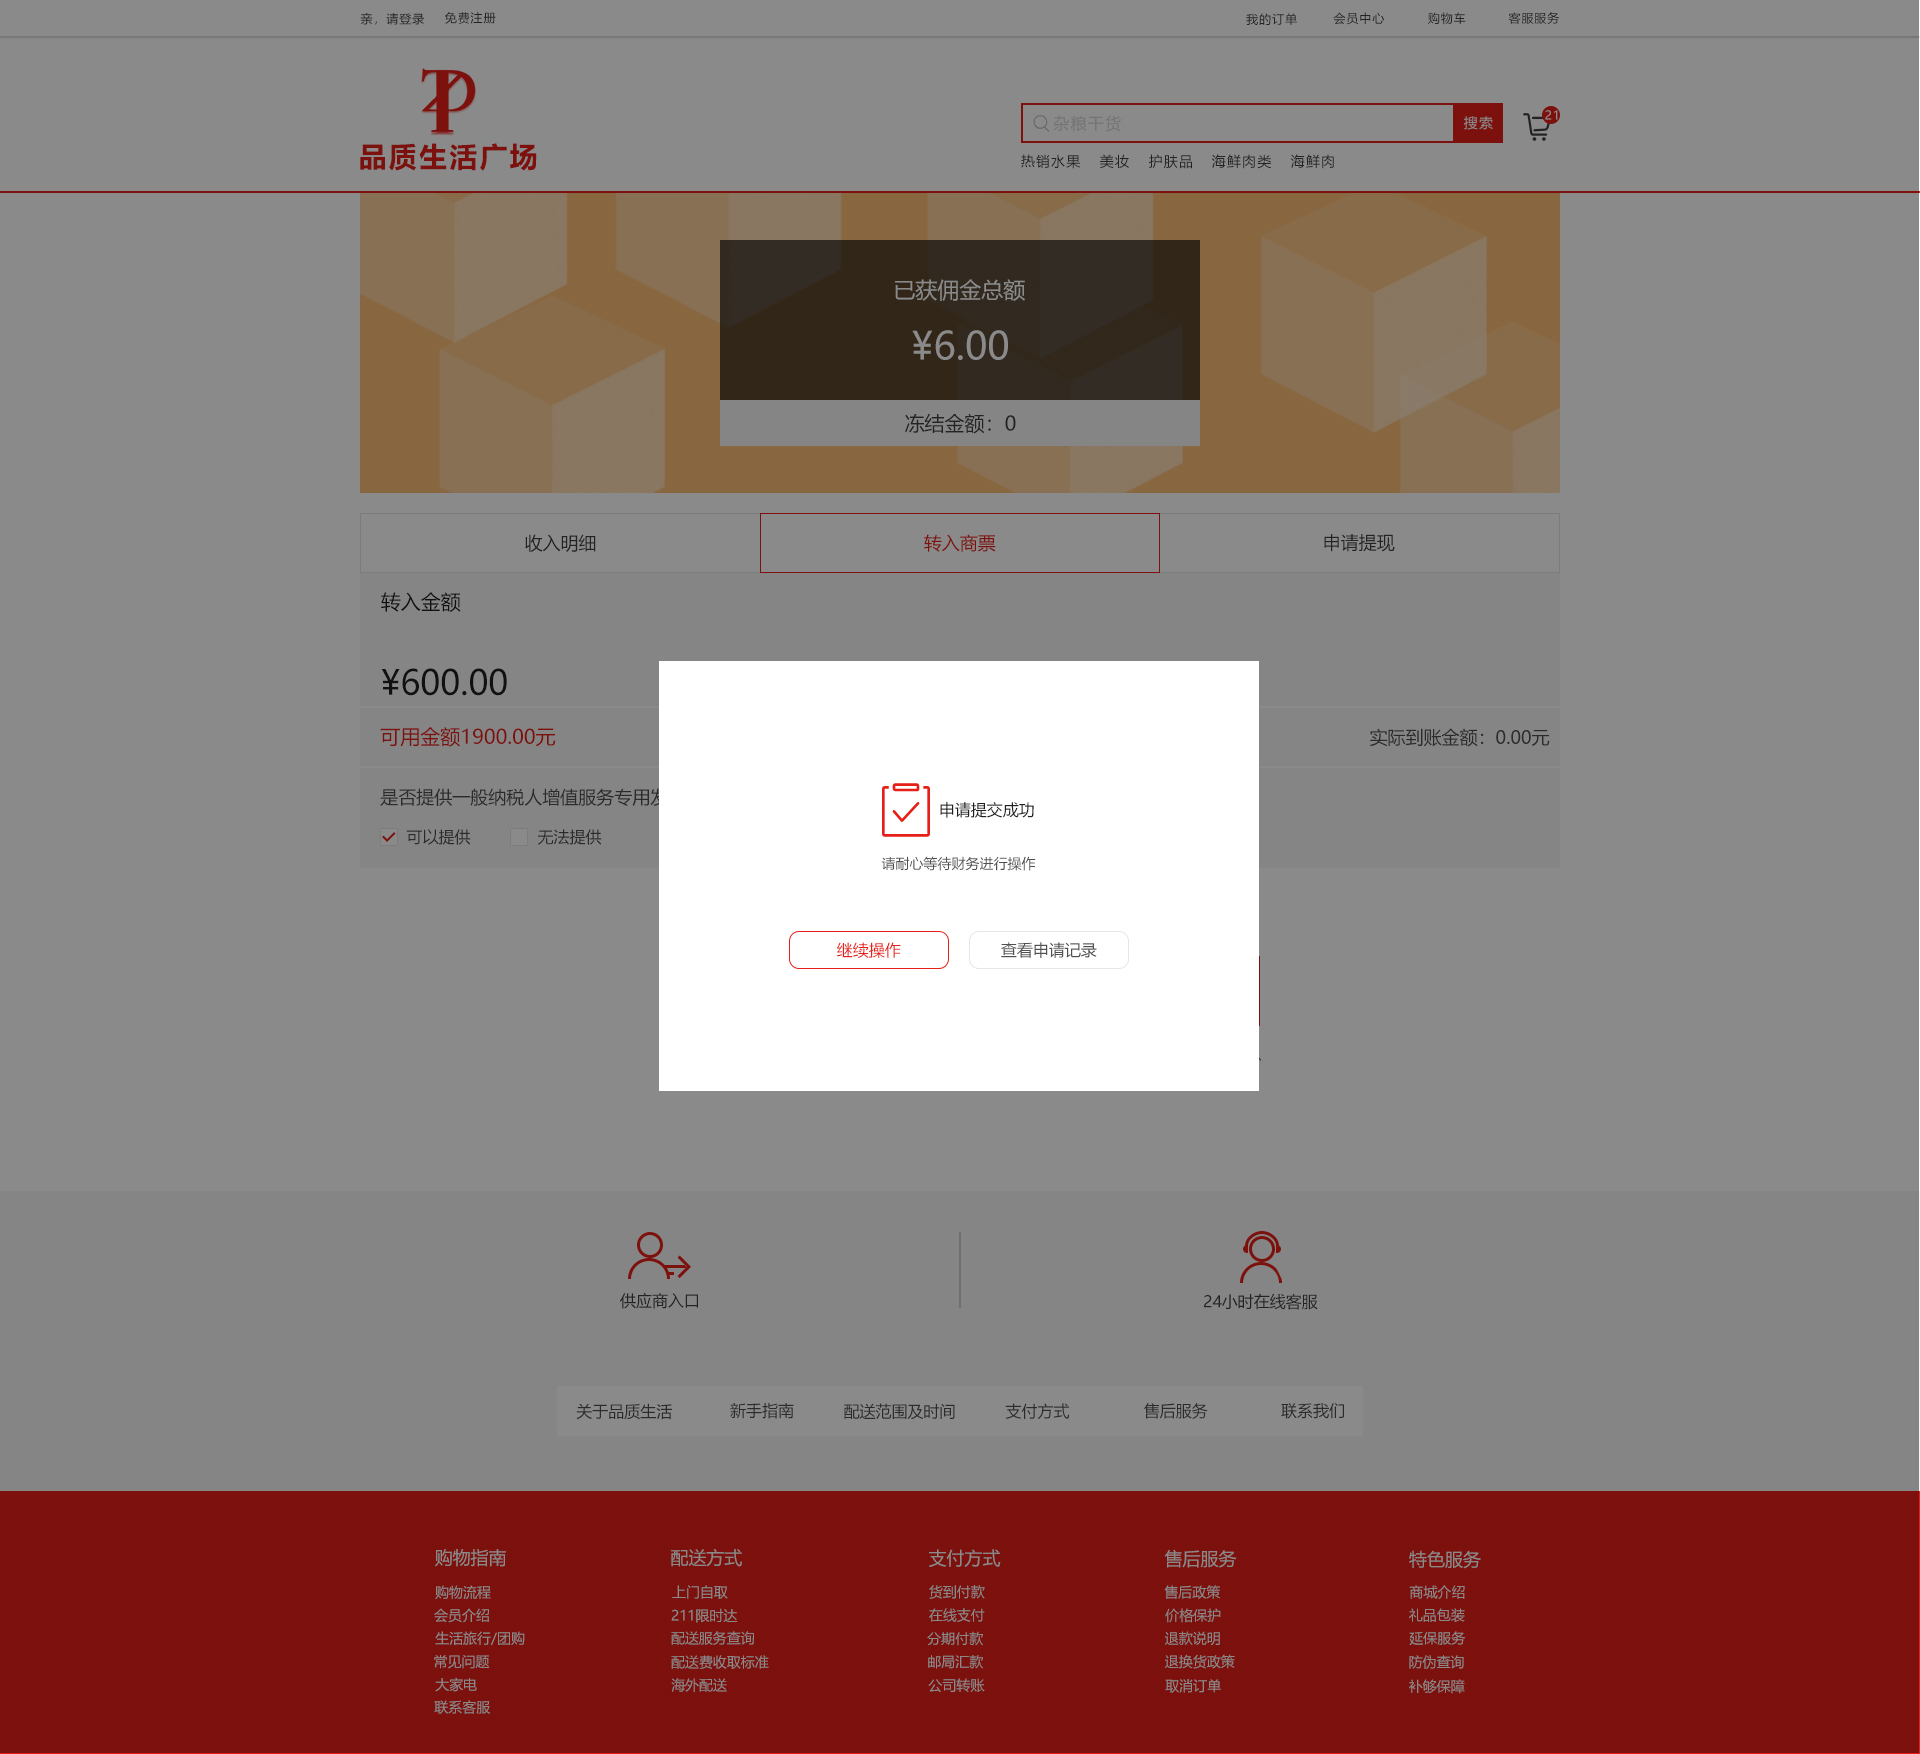 亲，请登录 免费注册 我的订单 会员中心 购物车 客服服务
品质生活广场
杂粮干货 搜索 21
热销水果 美妆 护肤品 海鲜肉类 海鲜肉
已获佣金总额
¥6.00
冻结金额：0
收入明细 转入商票 申请提现
转入金额
¥600.00
可用金额1900.00元 实际到账金额：0.00元
是否提供一般纳税人增值服务专用发
可以提供 无法提供
申请提交成功
请耐心等待财务进行操作
继续操作 查看申请记录
供应商入口 24小时在线客服
关于品质生活 新手指南 配送范围及时间 支付方式 售后服务 联系我们
购物指南 配送方式 支付方式 售后服务 特色服务
购物流程 上门自取 货到付款 售后政策 商城介绍
会员介绍 211限时达 在线支付 价格保护 礼品包装
生活旅行/团购 配送服务查询 分期付款 退款说明 延保服务
常见问题 配送费收取标准 邮局汇款 退换货政策 防伪查询
大家电 海外配送 公司转账 取消订单 补够保障
联系客服